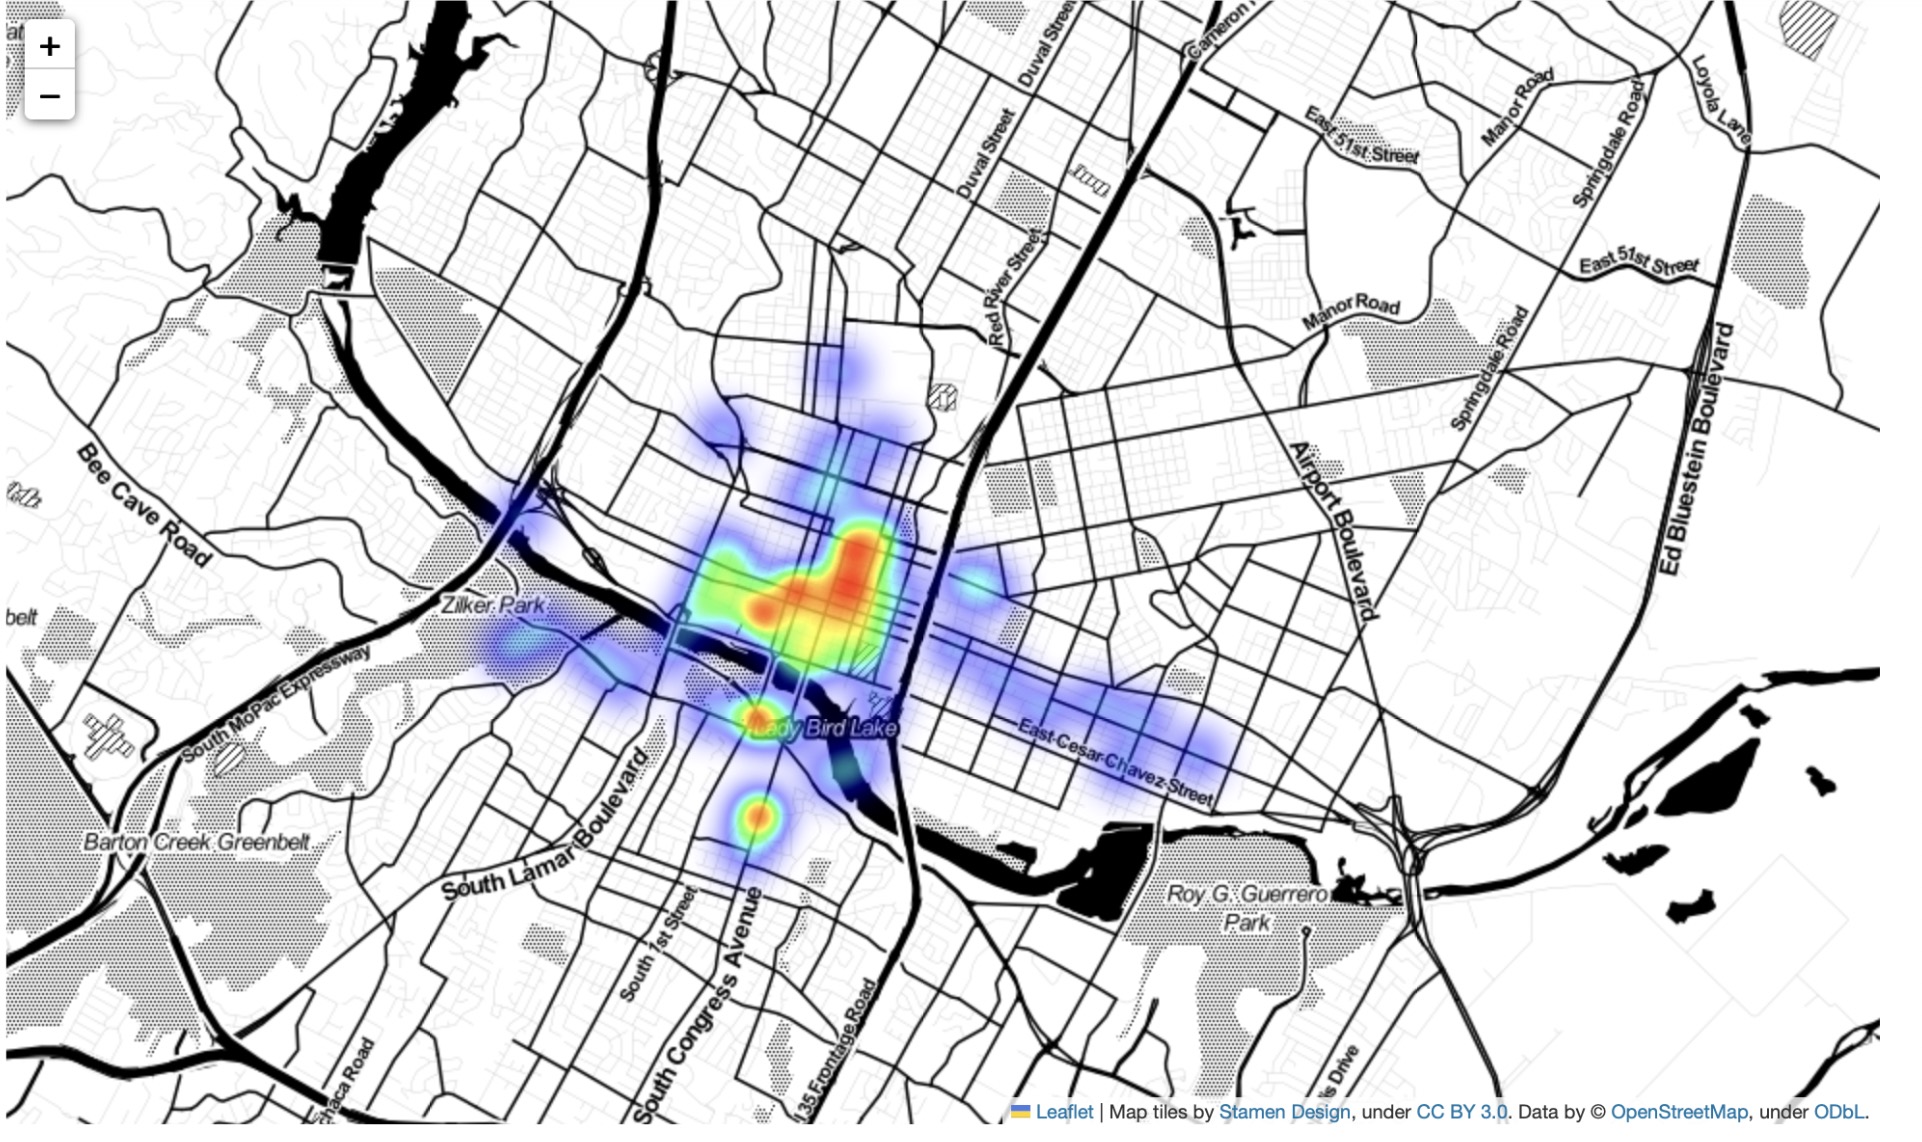 +
−
Duval Street
Cameron
Loyola Lane
Manor Road
Springdale Road
East 51st Street
Duval Street
Red River Street
East 51st Street
Manor Road
Springdale Road
Ed Bluestein Boulevard
Bee Cave Road
Airport Boulevard
Zilker Park
belt
South MoPac Expressway
Lady Bird Lake
East Cesar Chavez Street
South Lamar Boulevard
Barton Creek Greenbelt
Roy G. Guerrero
Park
South 1st Street
South Congress Avenue
I 35 Frontage Road
haca Road
is Drive
Leaflet | Map tiles by Stamen Design, under CC BY 3.0. Data by © OpenStreetMap, under ODbL.